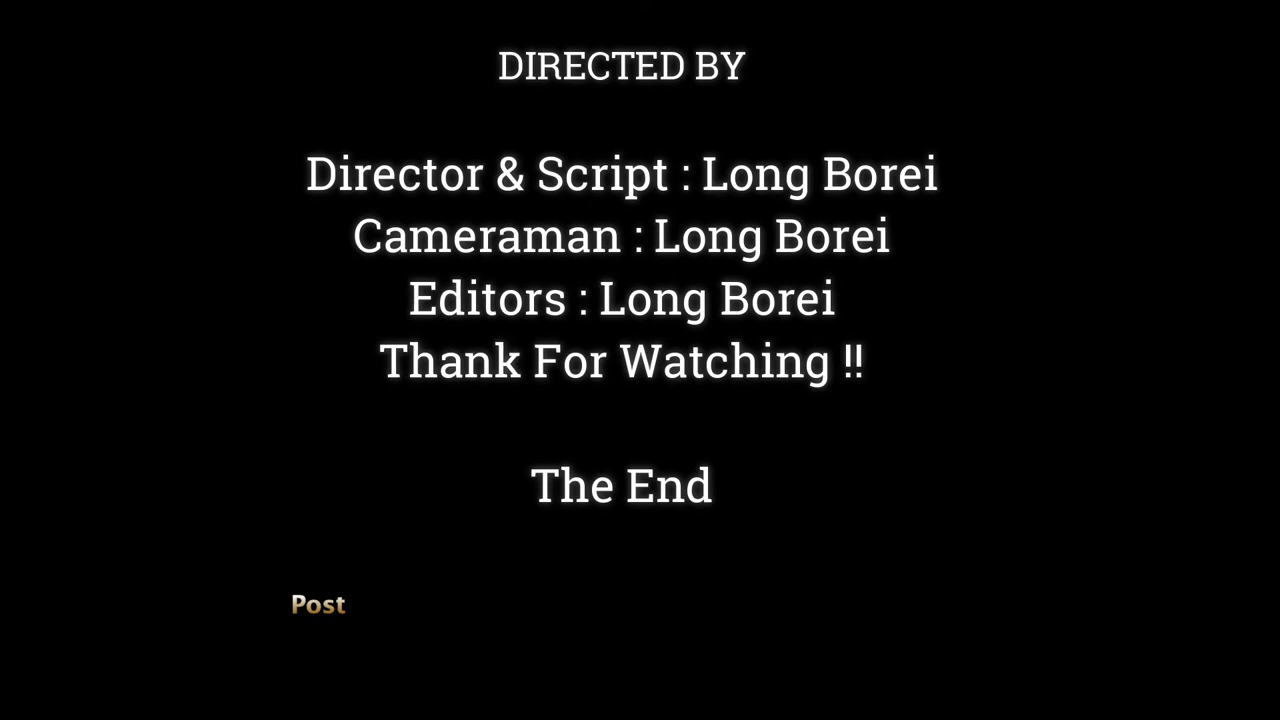 DIRECTED BY
Director & Script : Long Borei
Cameraman : Long Borei
Editors : Long Borei
Thank For Watching !!
The End
Post